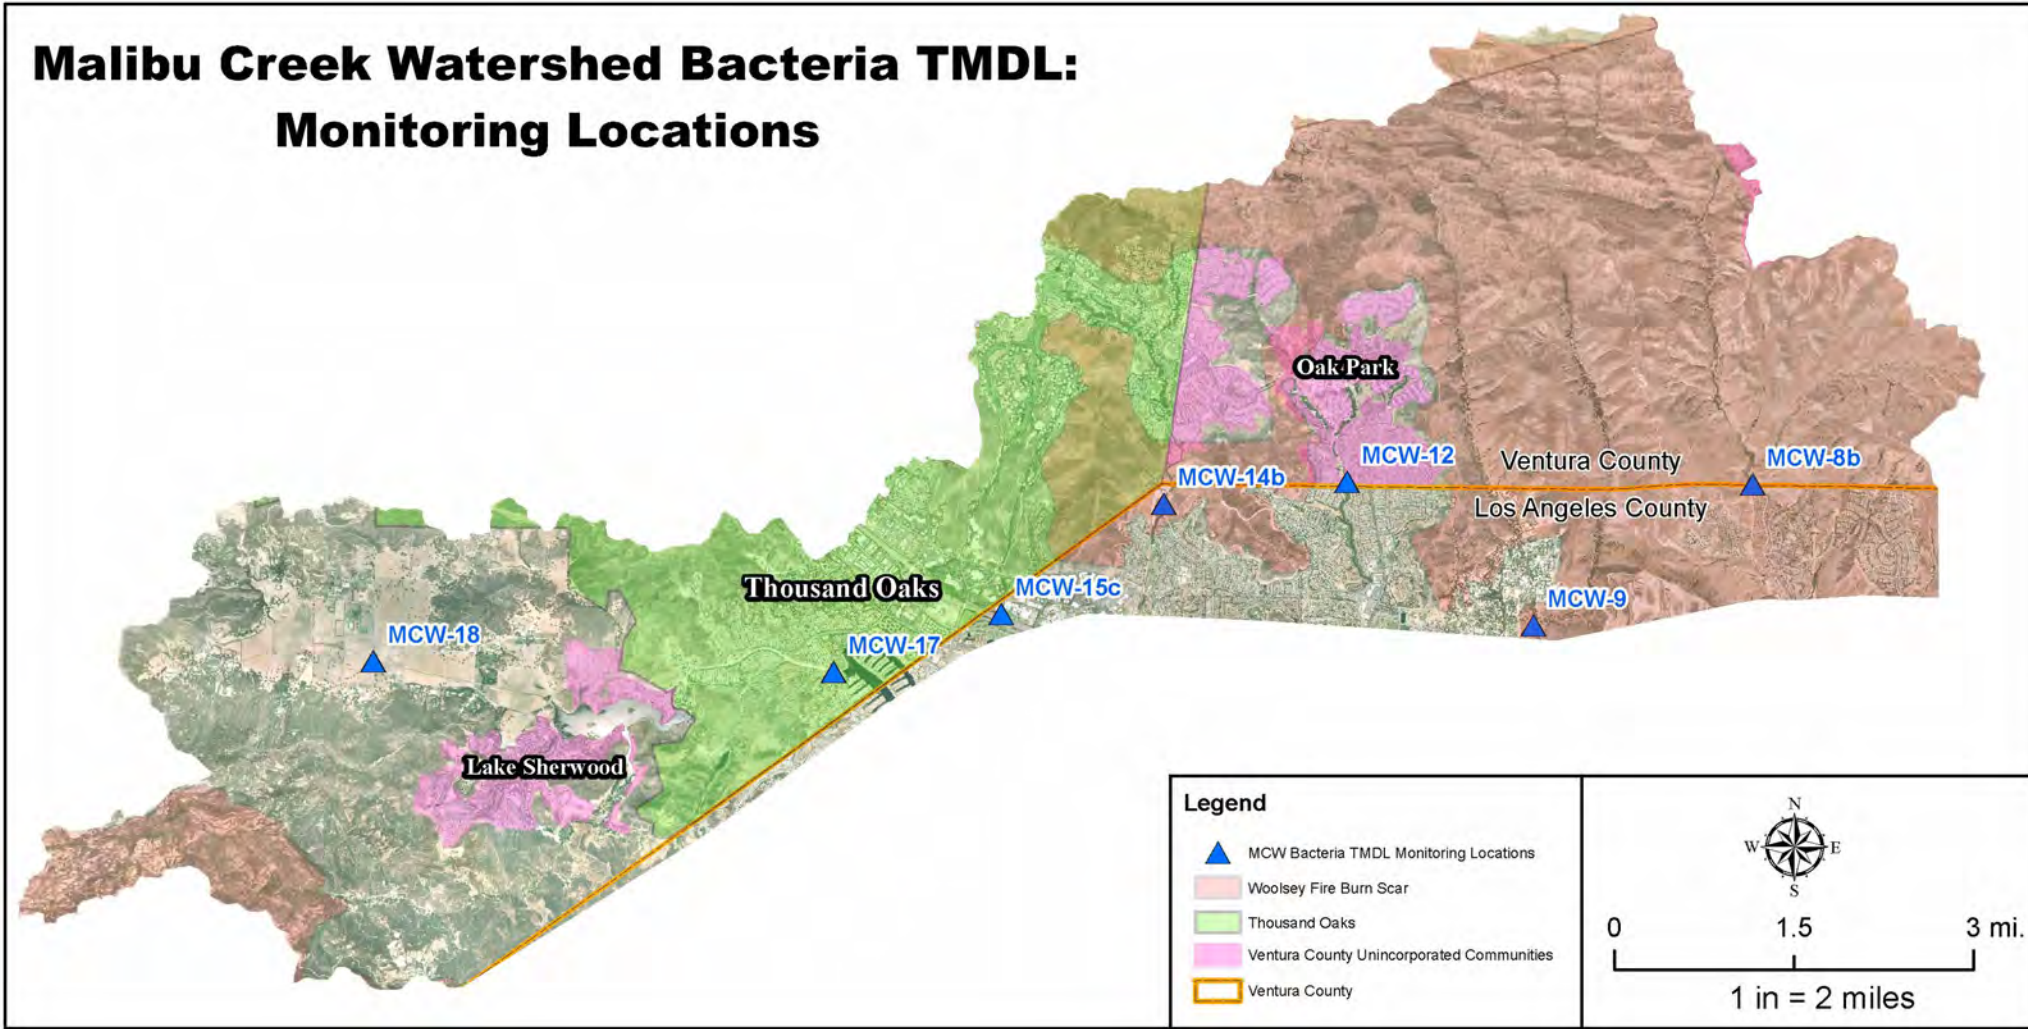 Malibu Creek Watershed Bacteria TMDL:
Monitoring Locations
Oak Park
MCW-12
Ventura County
MCW-8b
MCW-14b
Los Angeles County
Thousand Oaks
MCW-15c
MCW-9
MCW-18
MCW-17
Lake Sherwood
Legend
MCW Bacteria TMDL Monitoring Locations
Woolsey Fire Burn Scar
Thousand Oaks
Ventura County Unincorporated Communities
Ventura County
N
W E
S
0 1.5 3 mi.
1 in = 2 miles